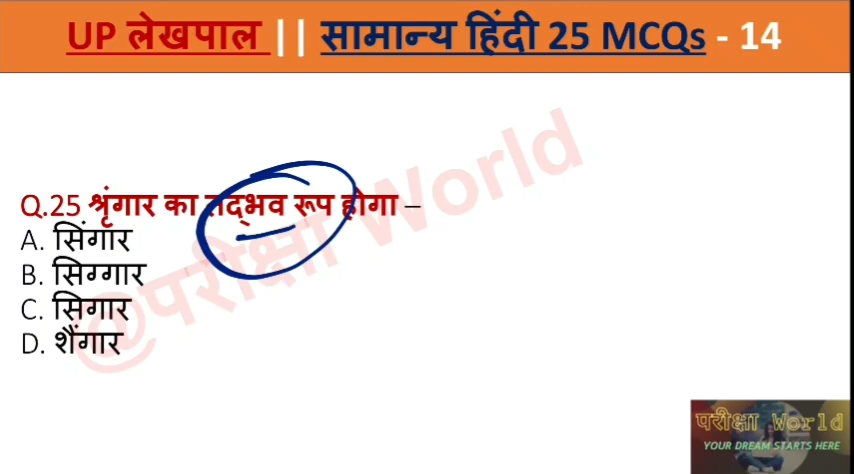 UP लेखपाल || सामान्य हिंदी 25 MCQs - 14
Q.25 श्रृंगार का तद्भव रूप होगा –
A. सिंगार
B. सिग्गार
C. सिगार
D. शैंगार
@परीक्षा World
परीक्षा World
YOUR DREAM STARTS HERE